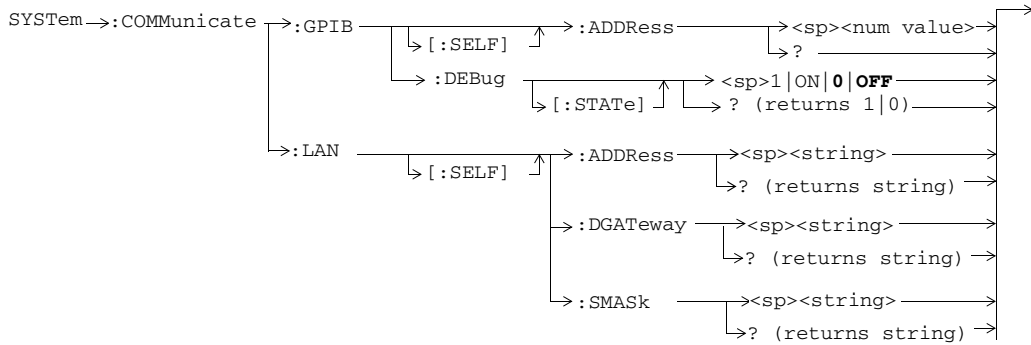 SYSTem :COMMunicate :GPIB [:SELF] :ADDRess <sp><num value>
?
:DEBug [:STATe] <sp>1|ON|0|OFF
? (returns 1|0)
:LAN [:SELF] :ADDRess <sp><string>
? (returns string)
:DGATeway <sp><string>
? (returns string)
:SMASk <sp><string>
? (returns string)